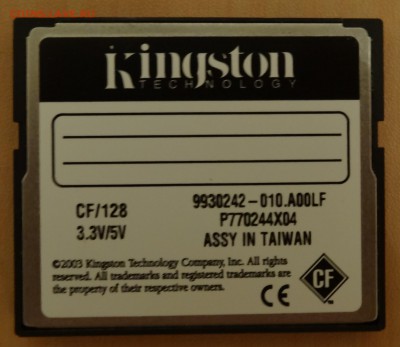 Kingston
TECHNOLOGY
CF/128
3.3V/5V
9930242-010.A00LF
P770244X04
ASSY IN TAIWAN
©2003 Kingston Technology Company, Inc. All rights
reserved. All trademarks and registered trademarks are
the property of their respective owners.
CE
CF